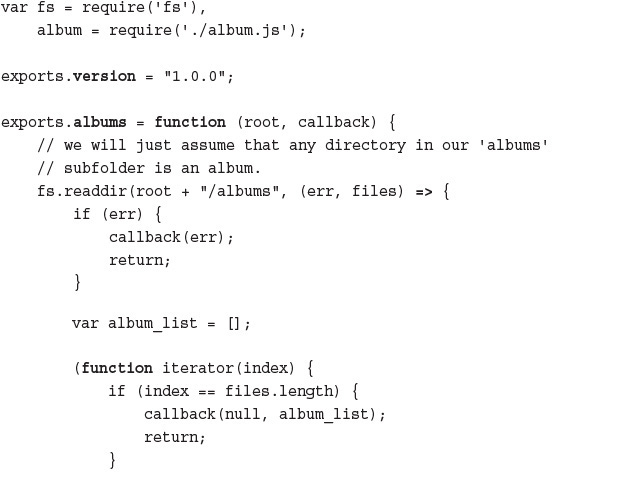 var fs = require('fs'),
    album = require('./album.js');

exports.version = "1.0.0";

exports.albums = function (root, callback) {
    // we will just assume that any directory in our 'albums'
    // subfolder is an album.
    fs.readdir(root + "/albums", (err, files) => {
        if (err) {
            callback(err);
            return;
        }

        var album_list = [];

        (function iterator(index) {
            if (index == files.length) {
                callback(null, album_list);
                return;
            }